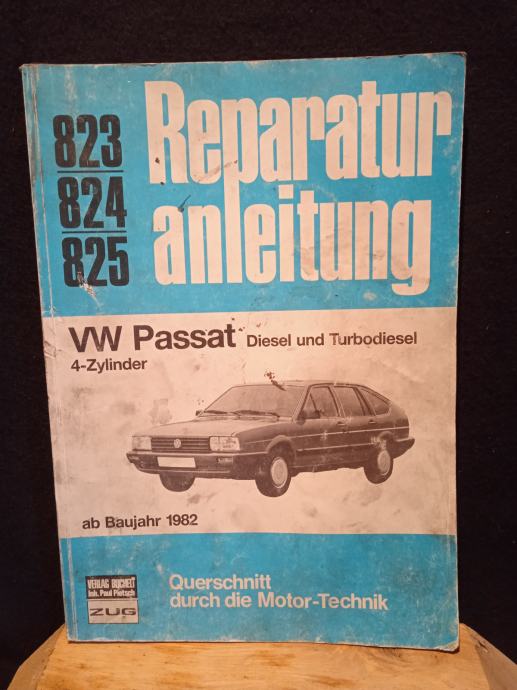 823
824
825
Reparatur
anleitung
VW Passat Diesel und Turbodiesel
4-Zylinder
ab Baujahr 1982
VERLAG BUCHELI
Inh. Paul Pietsch
ZUG
Querschnitt
durch die Motor-Technik